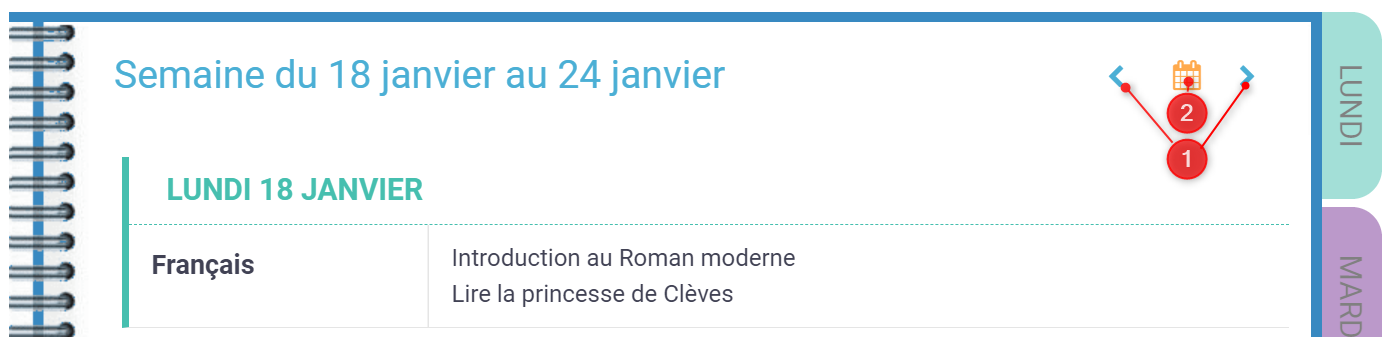 Semaine du 18 janvier au 24 janvier
2
1
LUNDI 18 JANVIER
Français
Introduction au Roman moderne
Lire la princesse de Clèves
LUNDI
MARD